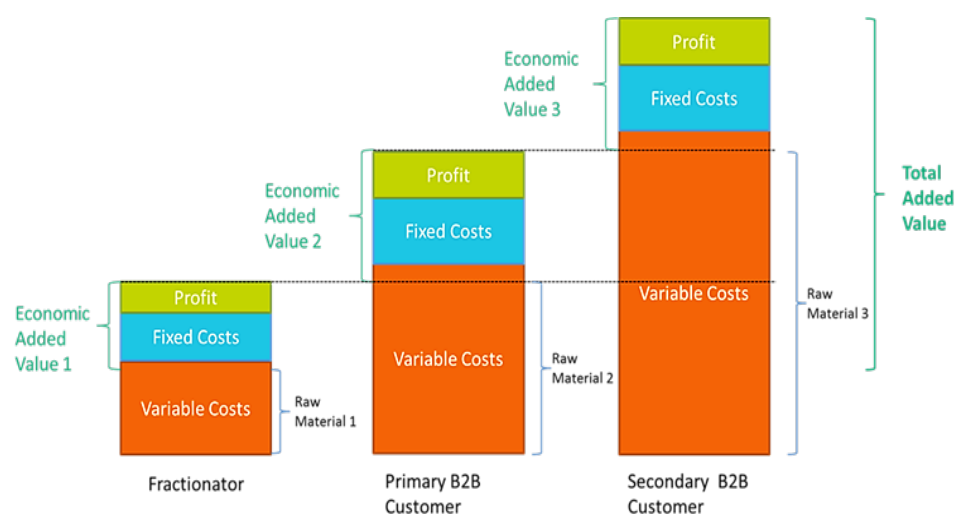 Profit
Fixed Costs
Variable Costs
Economic
Added
Value 3
Total
Added
Value
Raw
Material 3
Profit
Fixed Costs
Variable Costs
Economic
Added
Value 2
Raw
Material 2
Profit
Fixed Costs
Variable Costs
Economic
Added
Value 1
Raw
Material 1
Fractionator
Primary B2B
Customer
Secondary B2B
Customer